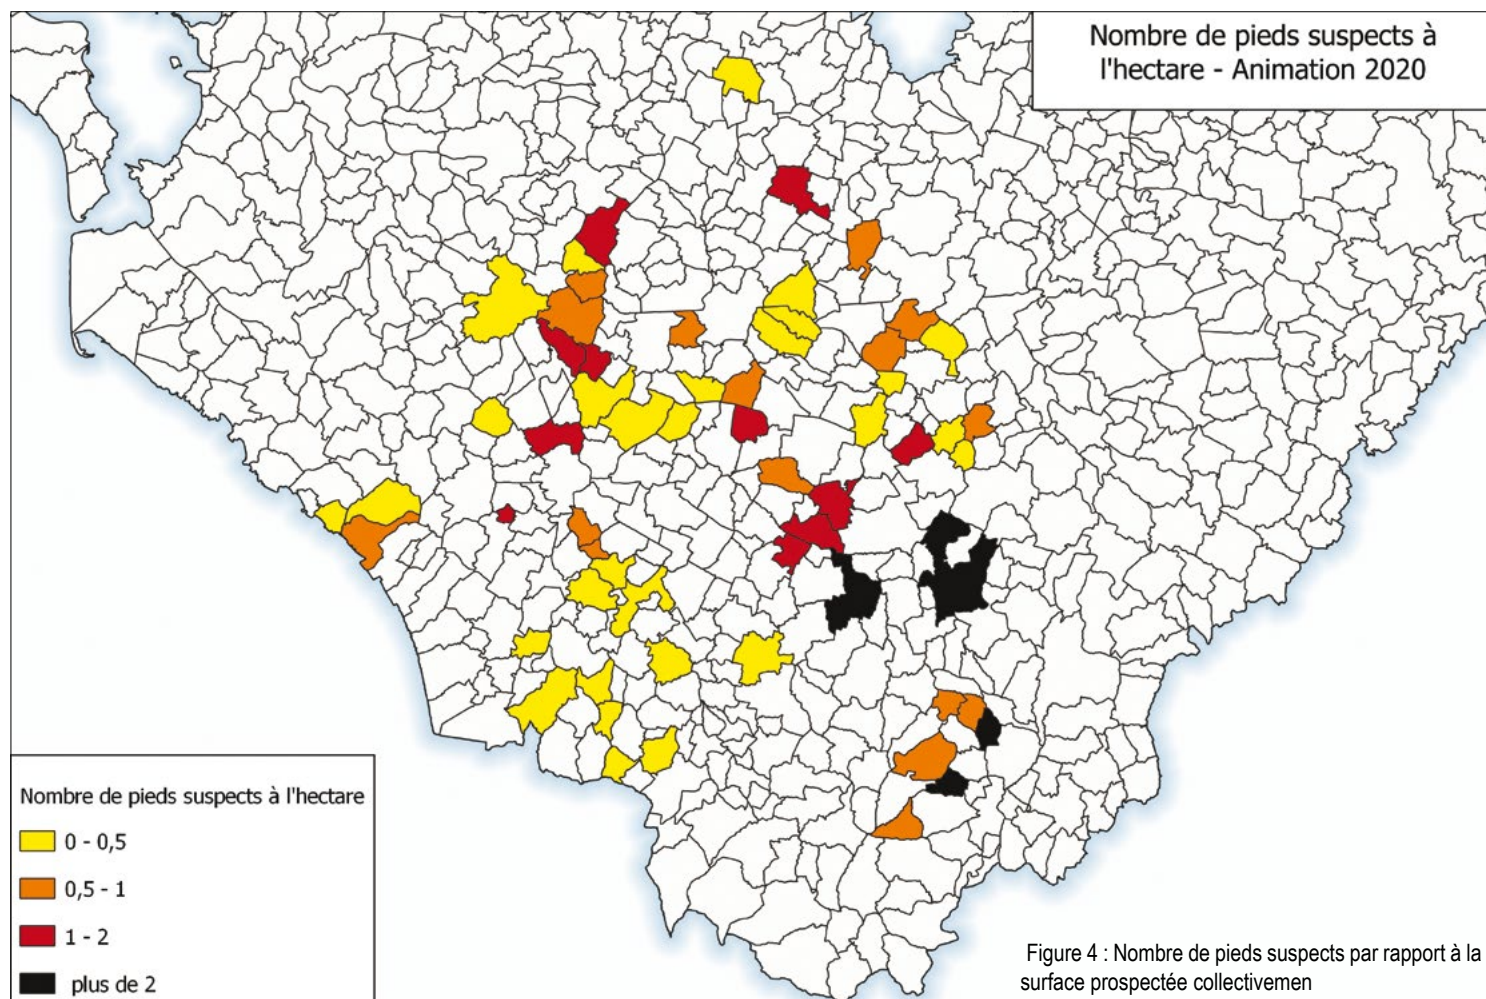 Nombre de pieds suspects à
l'hectare - Animation 2020
Nombre de pieds suspects à l'hectare
0 - 0,5
0,5 - 1
1 - 2
plus de 2
Figure 4 : Nombre de pieds suspects par rapport à la
surface prospectée collectivemen